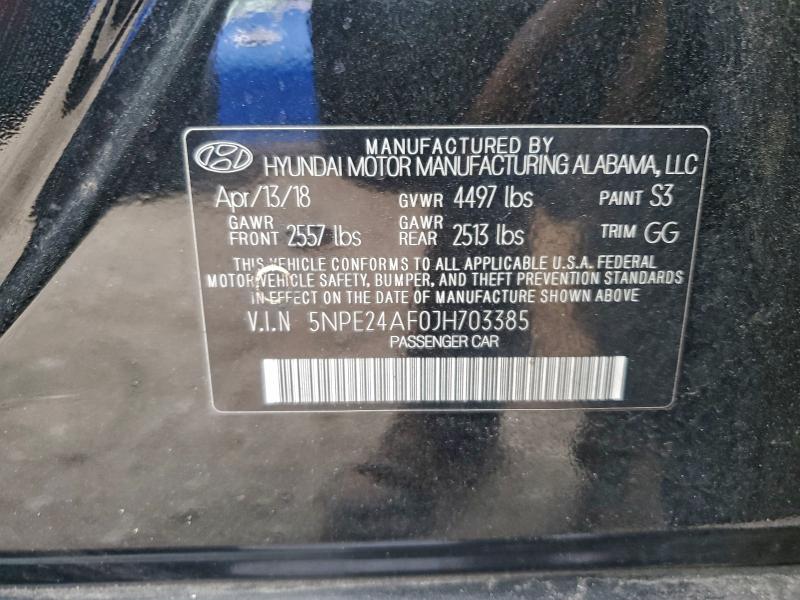 MANUFACTURED BY
HYUNDAI MOTOR MANUFACTURING ALABAMA, LLC
Apr/13/18 GVWR 4497 lbs PAINT S3
GAWR FRONT 2557 lbs GAWR REAR 2513 lbs TRIM GG
THIS VEHICLE CONFORMS TO ALL APPLICABLE U.S.A. FEDERAL
MOTOR VEHICLE SAFETY, BUMPER, AND THEFT PREVENTION STANDARDS
IN EFFECT ON THE DATE OF MANUFACTURE SHOWN ABOVE
V.I.N 5NPE24AF0JH703385
PASSENGER CAR